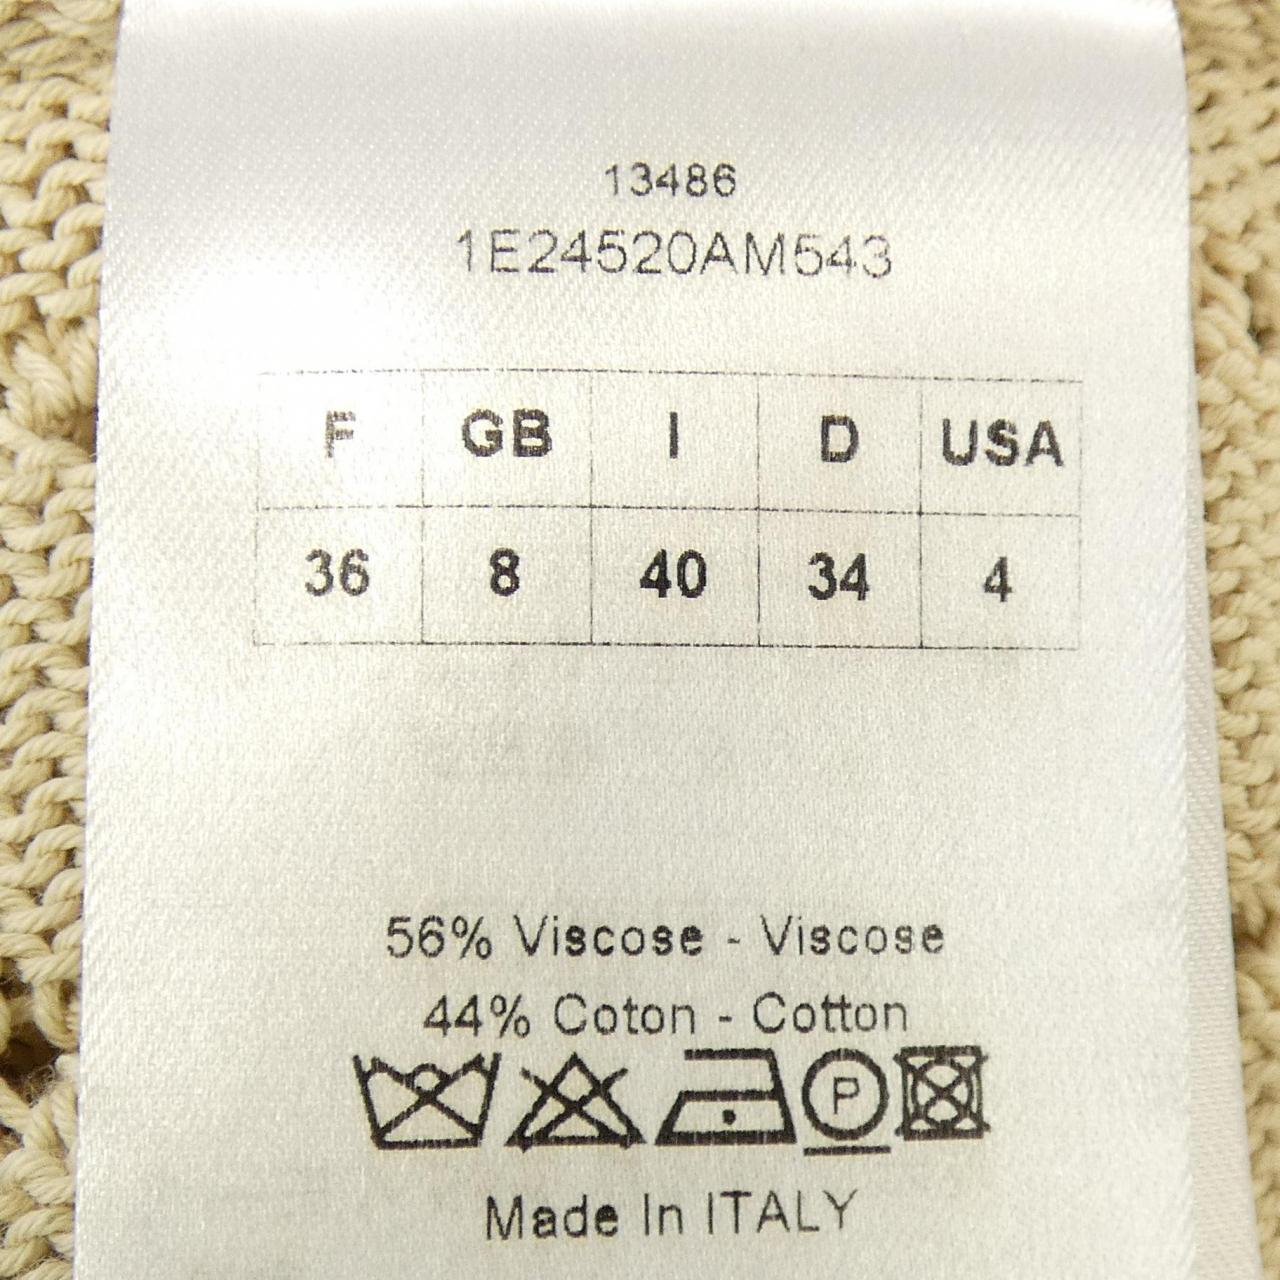 13486
1E24520AM543
F GB I D USA
36 8 40 34 4
56% Viscose - Viscose
44% Coton - Cotton
P
Made In ITALY